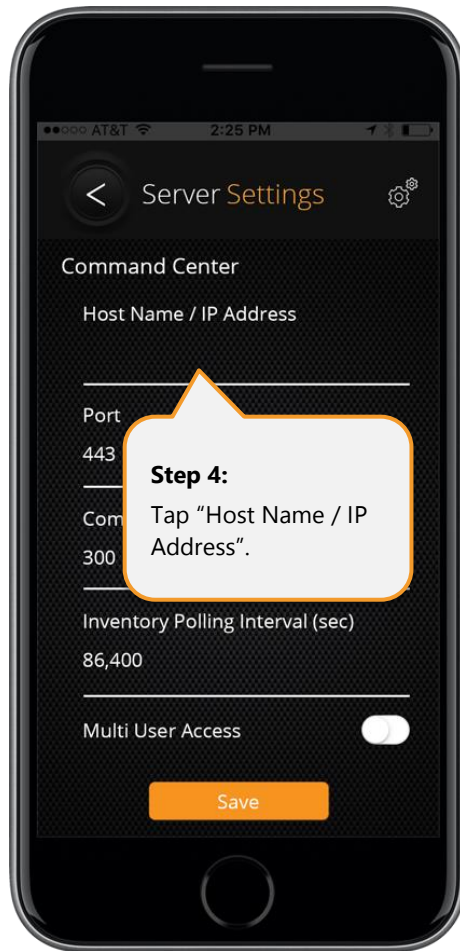 AT&T 2:25 PM
Server Settings
Command Center
Host Name / IP Address
Port
443
Step 4:
Tap “Host Name / IP
Address”.
300
Inventory Polling Interval (sec)
86,400
Multi User Access
Save